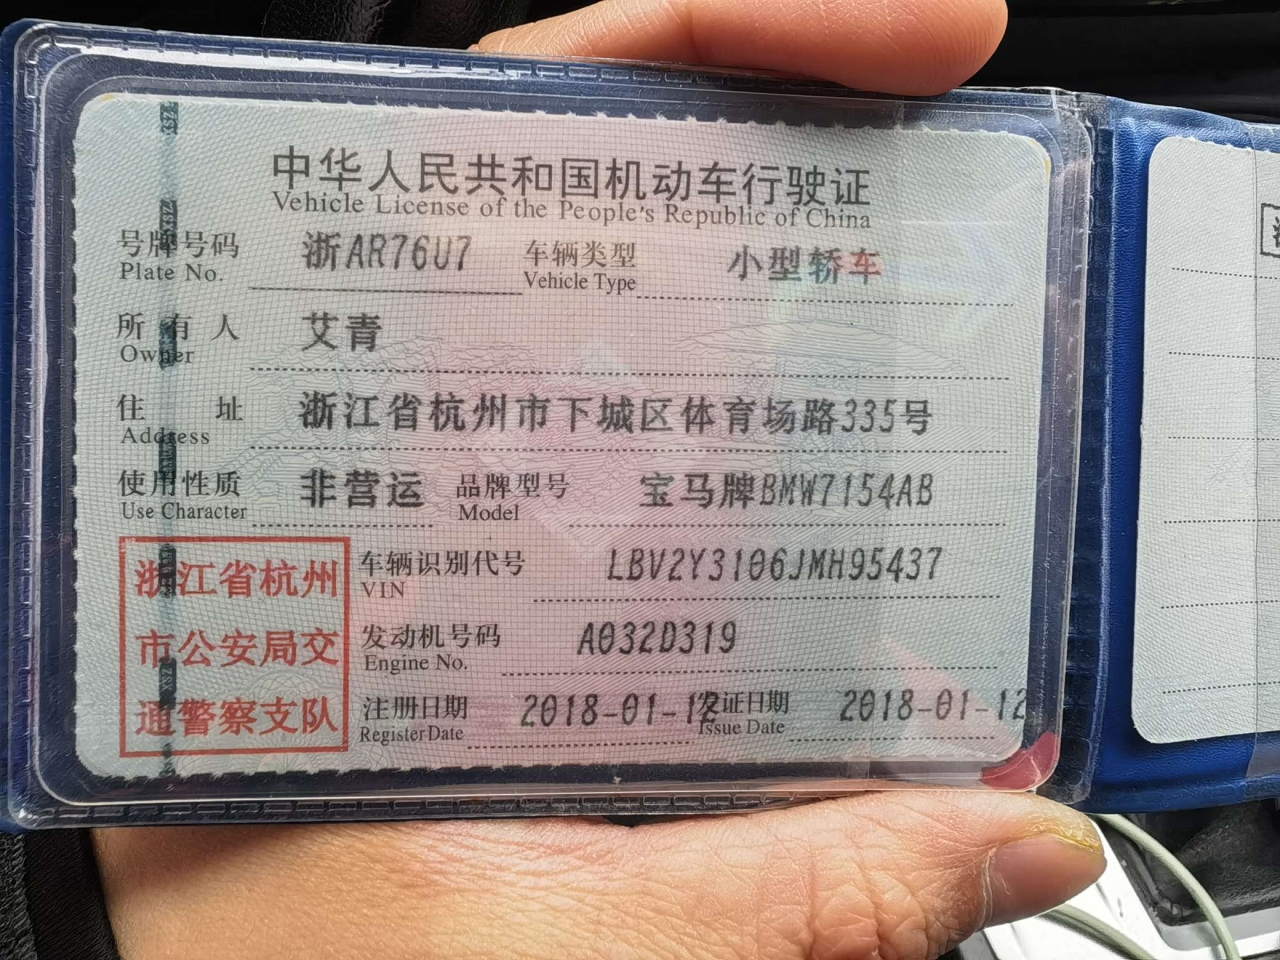 中华人民共和国机动车行驶证
Vehicle License of the People's Republic of China
号牌号码 浙AR76U7 车辆类型 小型轿车
Plate No. Vehicle Type
所有人 艾青
Owner
住址 浙江省杭州市下城区体育场路335号
Address
使用性质 非营运 品牌型号 宝马牌BMW7154AB
Use Character Model
浙江省杭州
市公安局交
通警察支队
车辆识别代号 LBV2Y3106JMH95437
VIN
发动机号码 A032D319
Engine No.
注册日期 2018-01-12 发证日期 2018-01-12
Register Date Issue Date